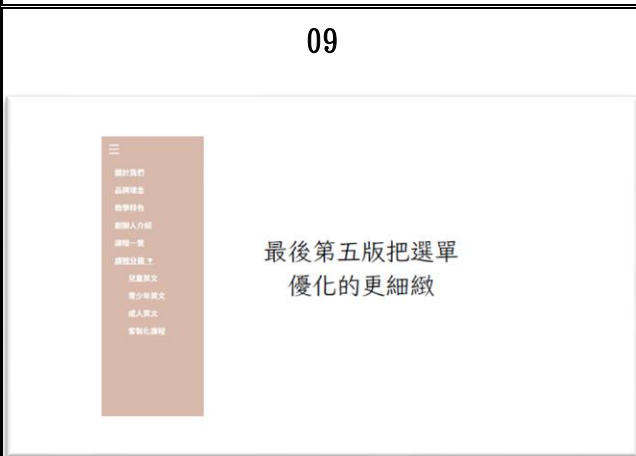 09
☰
關於我們
品牌理念
教學特色
創辦人介紹
課程一覽
課程分類 ▼
兒童英文
青少年英文
成人英文
客製化課程
最後第五版把選單
優化的更細緻